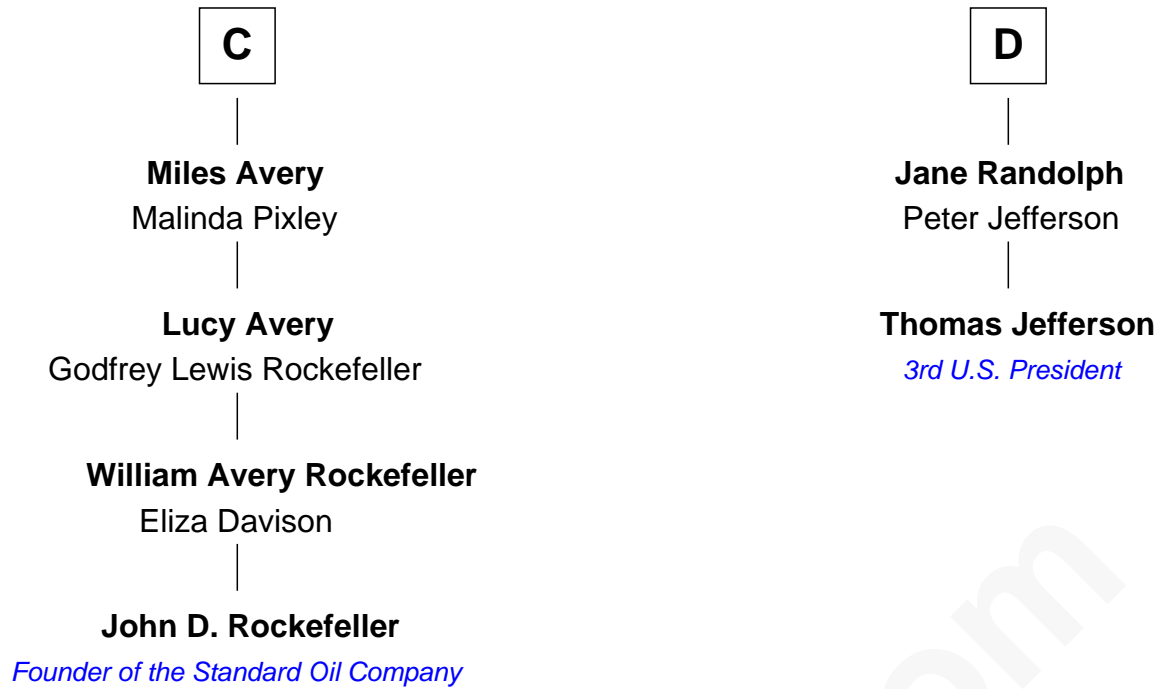 C
Miles Avery
Malinda Pixley
Lucy Avery
Godfrey Lewis Rockefeller
William Avery Rockefeller
Eliza Davison
John D. Rockefeller
Founder of the Standard Oil Company
D
Jane Randolph
Peter Jefferson
Thomas Jefferson
3rd U.S. President
om